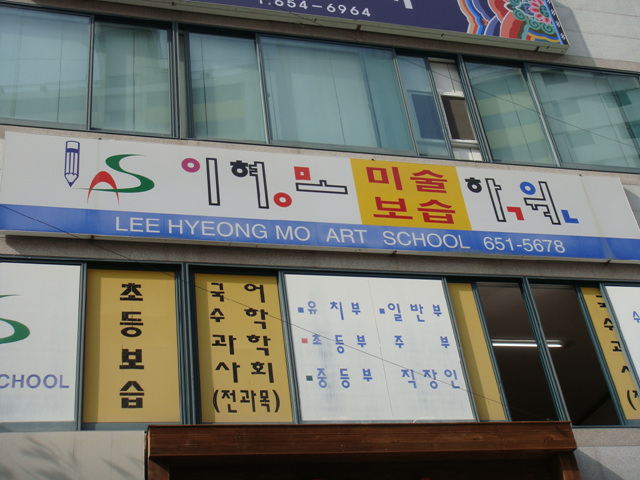 1.654-6964
AS 이형모 미술 보습 학원
LEE HYEONG MO ART SCHOOL 651-5678
SCHOOL
초등보습
국어
수학
과학
사회
(전과목)
유치부 일반부
초등부 주부
중등부 직장인